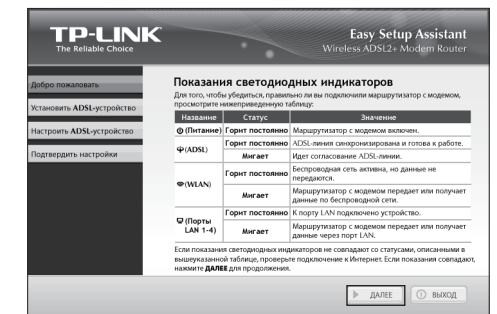 TP-LINK
The Reliable Choice
Easy Setup Assistant
Wireless ADSL2+ Modem Router
Добро пожаловать
Установить ADSL-устройство
Настроить ADSL-устройство
Подтвердить настройки
Показания светодиодных индикаторов
Для того, чтобы убедиться, правильно ли вы подключили маршрутизатор с модемом,
просмотрите нижеприведенную таблицу:
Название Статус Значение
(Питание) Горит постоянно Маршрутизатор с модемом включен.
(ADSL) Горит постоянно ADSL-линия синхронизирована и готова к работе.
Мигает Идет согласование ADSL-линии.
(WLAN) Горит постоянно Беспроводная сеть активна, но данные не
передаются.
Мигает Маршрутизатор с модемом передает или получает
данные по беспроводной сети.
(Порты
LAN 1-4) Горит постоянно К порту LAN подключено устройство.
Мигает Маршрутизатор с модемом передает или получает
данные через порт LAN.
Если показания светодиодных индикаторов не совпадают со статусами, описанными в
вышеуказанной таблице, проверьте подключение к Интернет. Если показания совпадают,
нажмите ДАЛЕЕ для продолжения.
ДАЛЕЕ
ВЫХОД